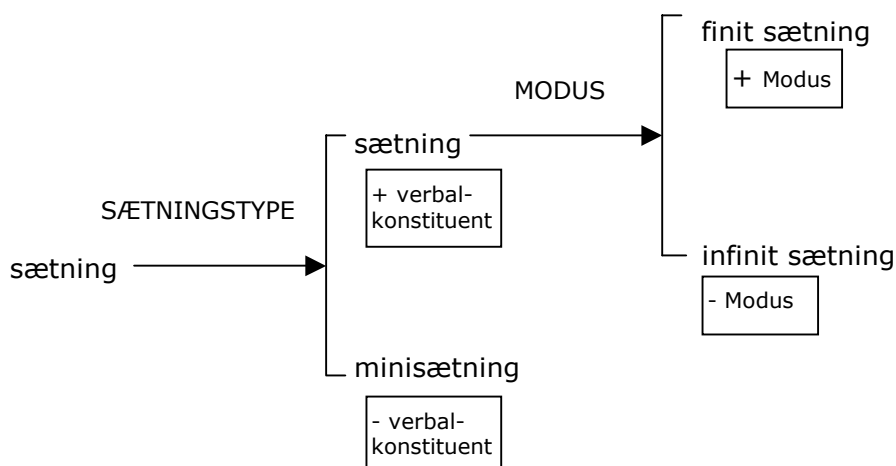 finit sætning
+ Modus
MODUS
sætning
+ verbal-
konstituent
SÆTNINGSTYPE
sætning
infinit sætning
- Modus
minisætning
- verbal-
konstituent